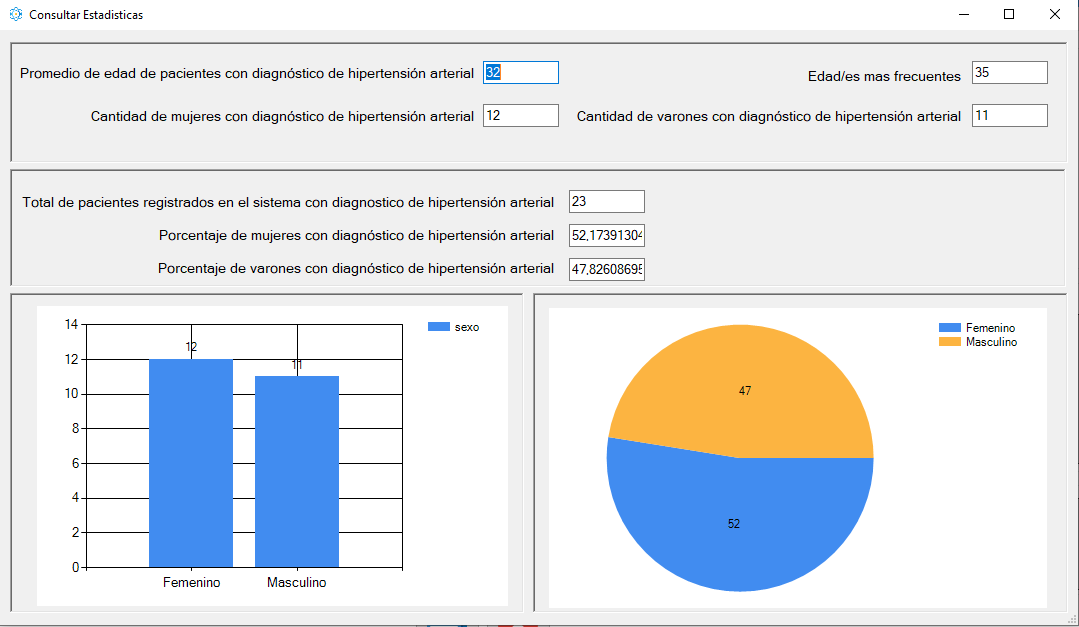 Consultar Estadisticas
Promedio de edad de pacientes con diagnóstico de hipertensión arterial 32
Edad/es mas frecuentes 35
Cantidad de mujeres con diagnóstico de hipertensión arterial 12
Cantidad de varones con diagnóstico de hipertensión arterial 11
Total de pacientes registrados en el sistema con diagnostico de hipertensión arterial 23
Porcentaje de mujeres con diagnóstico de hipertensión arterial 52,17391304
Porcentaje de varones con diagnóstico de hipertensión arterial 47,82608695
14
12
10
8
6
4
2
0
12
11
Femenino
Masculino
sexo
47
52
Femenino
Masculino